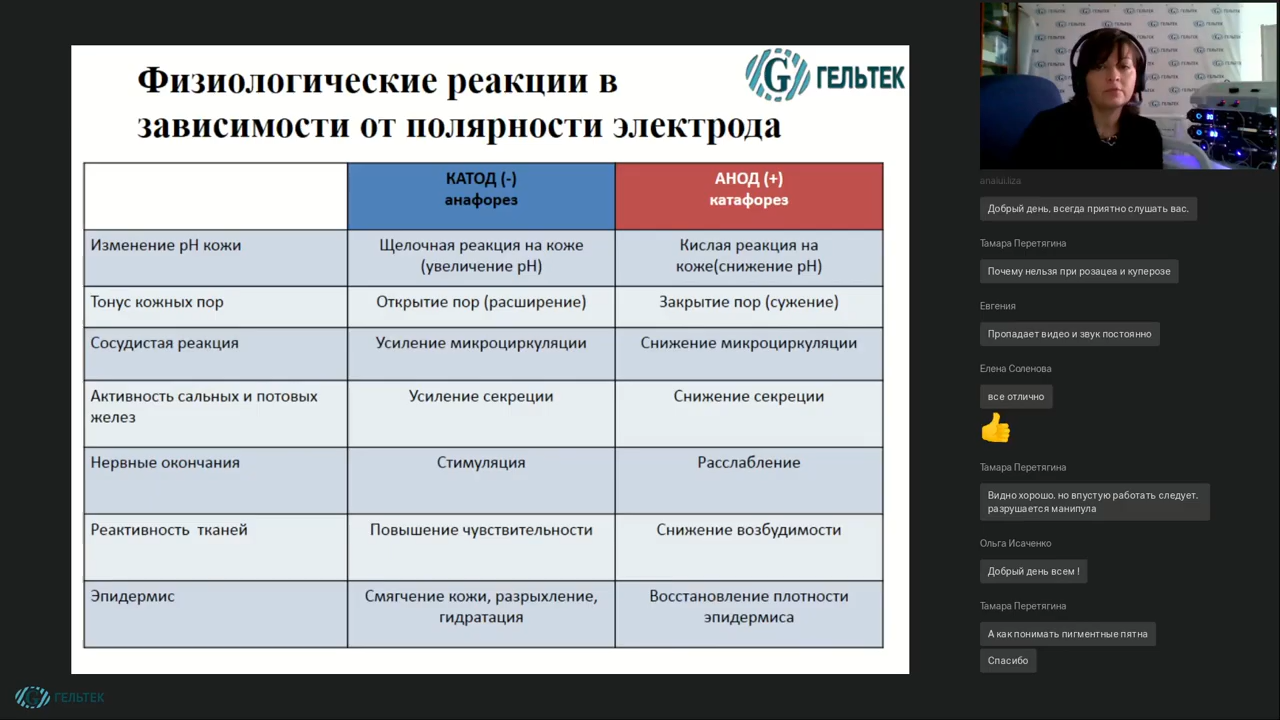 Физиологические реакции в
зависимости от полярности электрода
ГЕЛЬТЕК
КАТОД (-)
анафорез
АНОД (+)
катафорез
Изменение рН кожи
Щелочная реакция на коже
(увеличение рН)
Кислая реакция на
коже(снижение рН)
Тонус кожных пор
Открытие пор (расширение)
Закрытие пор (сужение)
Сосудистая реакция
Усиление микроциркуляции
Снижение микроциркуляции
Активность сальных и потовых
желез
Усиление секреции
Снижение секреции
Нервные окончания
Стимуляция
Расслабление
Реактивность тканей
Повышение чувствительности
Снижение возбудимости
Эпидермис
Смягчение кожи, разрыхление,
гидратация
Восстановление плотности
эпидермиса
ГЕЛЬТЕК
Добрый день, всегда приятно слушать вас.
Тамара Перетягина
Почему нельзя при розацеа и куперозе
Евгения
Пропадает видео и звук постоянно
Елена Соленова
все отлично
Тамара Перетягина
Видно хорошо. но впустую работать следует.
разрушается манипула
Ольга Исаченко
Добрый день всем !
Тамара Перетягина
А как понимать пигментные пятна
Спасибо